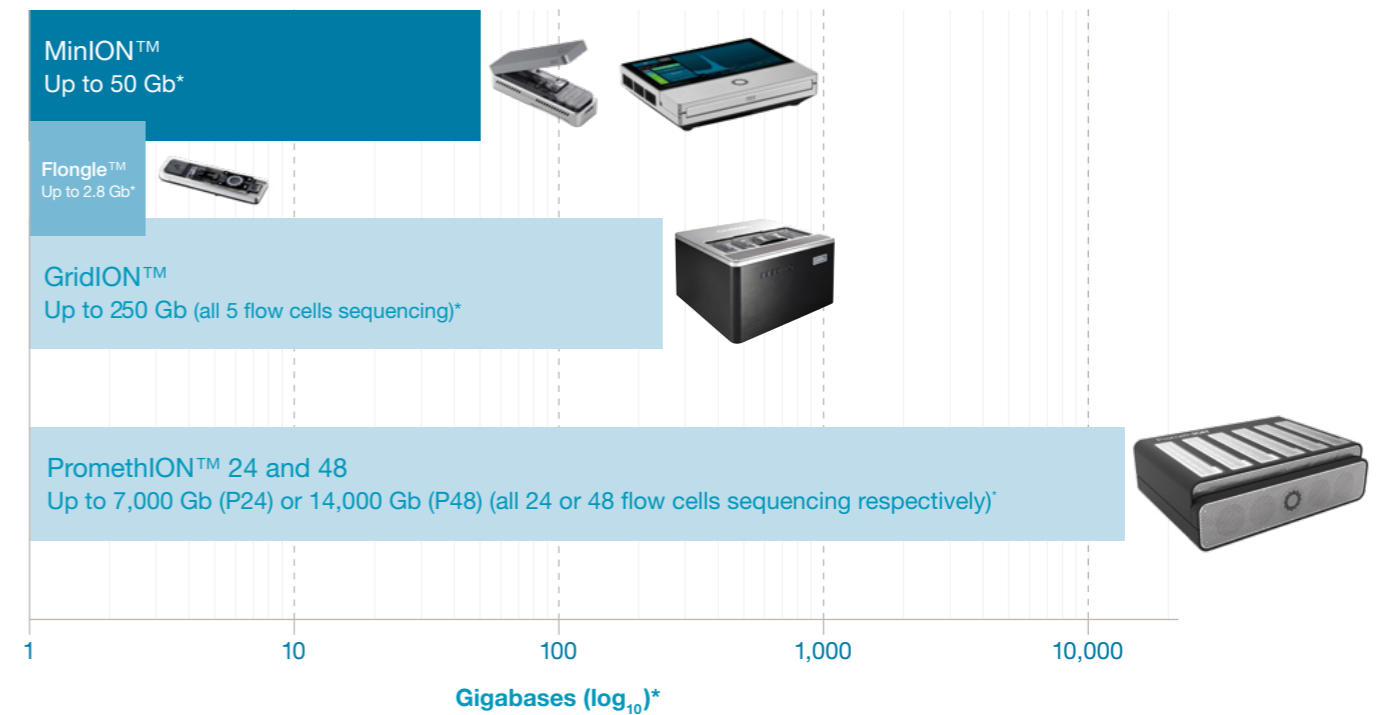 MinION™
Up to 50 Gb*
Flongle™
Up to 2.8 Gb*
GridION™
Up to 250 Gb (all 5 flow cells sequencing)*
PromethION™ 24 and 48
Up to 7,000 Gb (P24) or 14,000 Gb (P48) (all 24 or 48 flow cells sequencing respectively)*
1 10 100 1,000 10,000
Gigabases (log₁₀)*